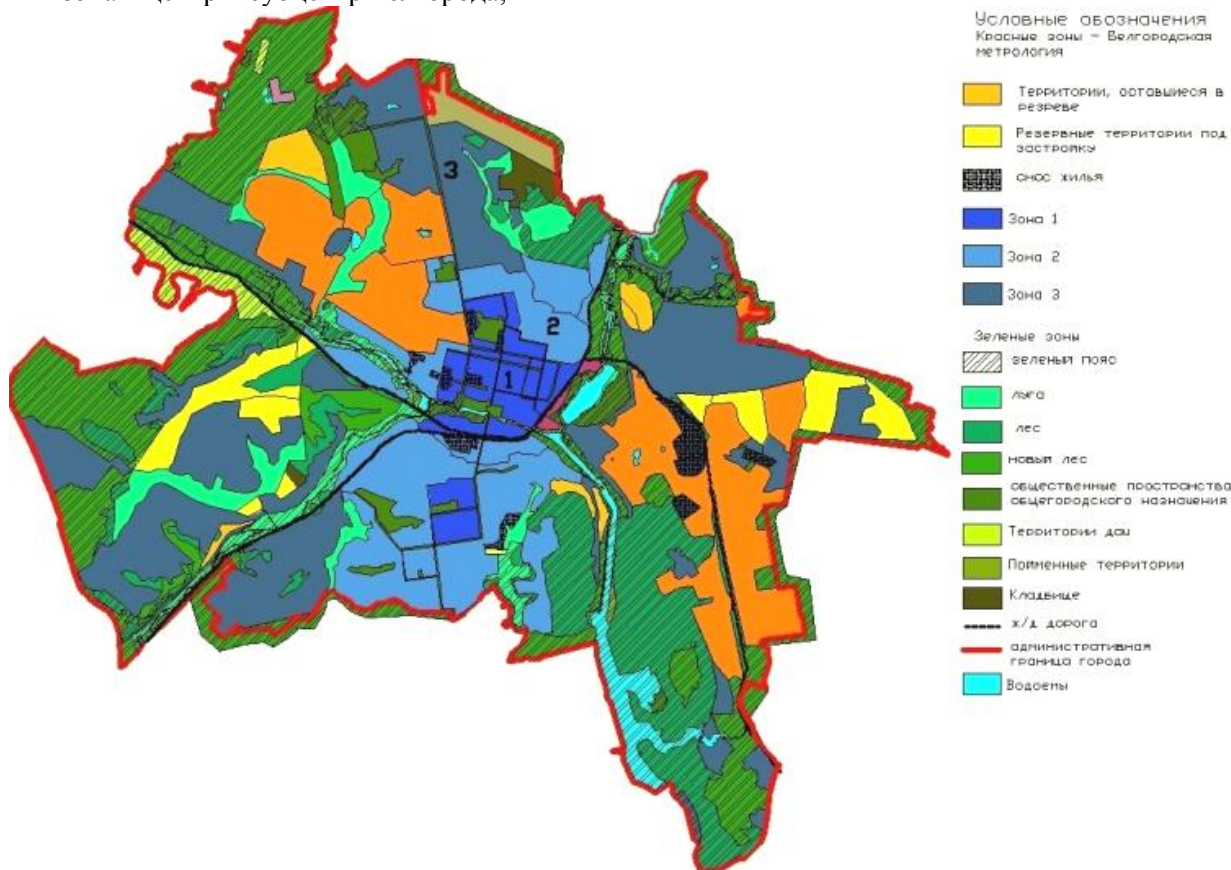 Условные обозначения
Красные зоны - Белгородская
метрология
Территории, оставшиеся в
резреве
Резервные территории под
застройку
снос жилья
Зона 1
Зона 2
Зона 3
Зеленые зоны
зеленый пояс
луга
лес
новый лес
общественные пространства
общегородского назначения
Территории дач
Пойменные территории
Кладвище
ж/д дорога
административная
граница города
Водоемы
3
2
1